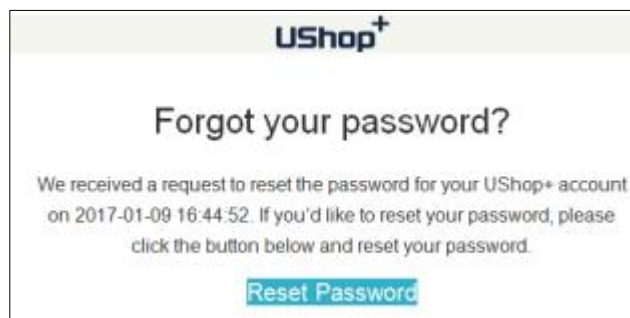 UShop+
Forgot your password?
We received a request to reset the password for your UShop+ account
on 2017-01-09 16:44:52. If you'd like to reset your password, please
click the button below and reset your password.
Reset Password